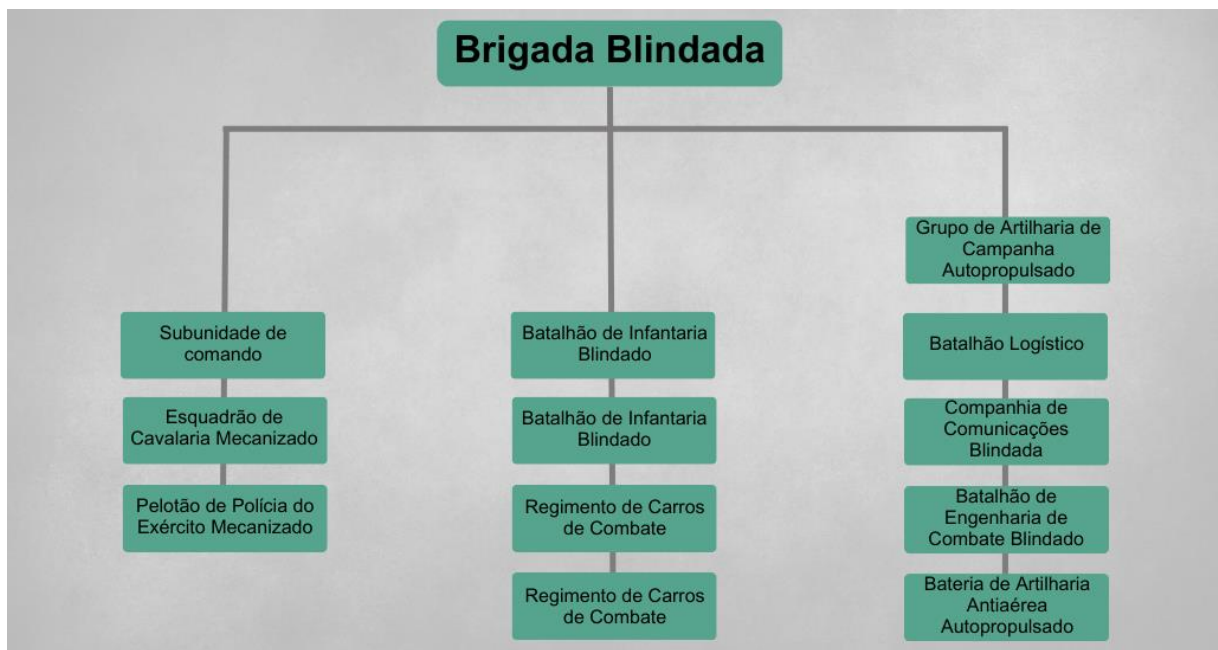 Brigada Blindada
Subunidade de
comando
Esquadrão de
Cavalaria Mecanizado
Pelotão de Polícia do
Exército Mecanizado
Batalhão de Infantaria
Blindado
Batalhão de Infantaria
Blindado
Regimento de Carros
de Combate
Regimento de Carros
de Combate
Grupo de Artilharia de
Campanha
Autopropulsado
Batalhão Logístico
Companhia de
Comunicações
Blindada
Batalhão de
Engenharia de
Combate Blindado
Bateria de Artilharia
Antiaérea
Autopropulsado